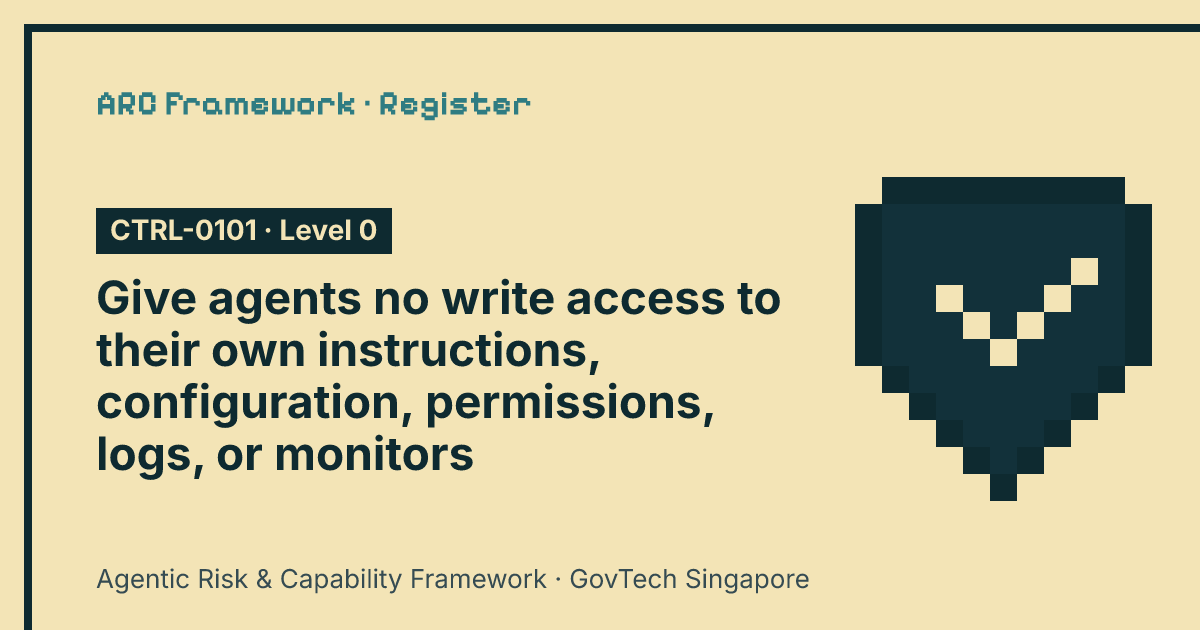 ARC Framework · Register
CTRL-0101 · Level 0
Give agents no write access to
their own instructions,
configuration, permissions,
logs, or monitors
Agentic Risk & Capability Framework · GovTech Singapore